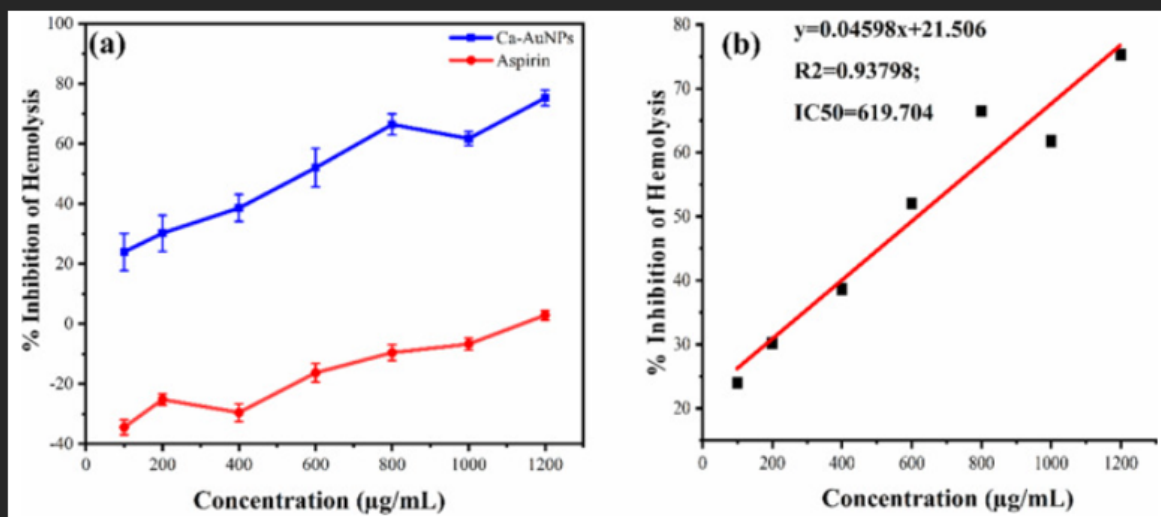 (a)
Ca-AuNPs
Aspirin
% Inhibition of Hemolysis
100
80
60
40
20
0
-20
-40
0 200 400 600 800 1000 1200
Concentration (µg/mL)
(b)
y=0.04598x+21.506
R2=0.93798;
IC50=619.704
% Inhibition of Hemolysis
80
70
60
50
40
30
20
0 200 400 600 800 1000 1200
Concentration (µg/mL)